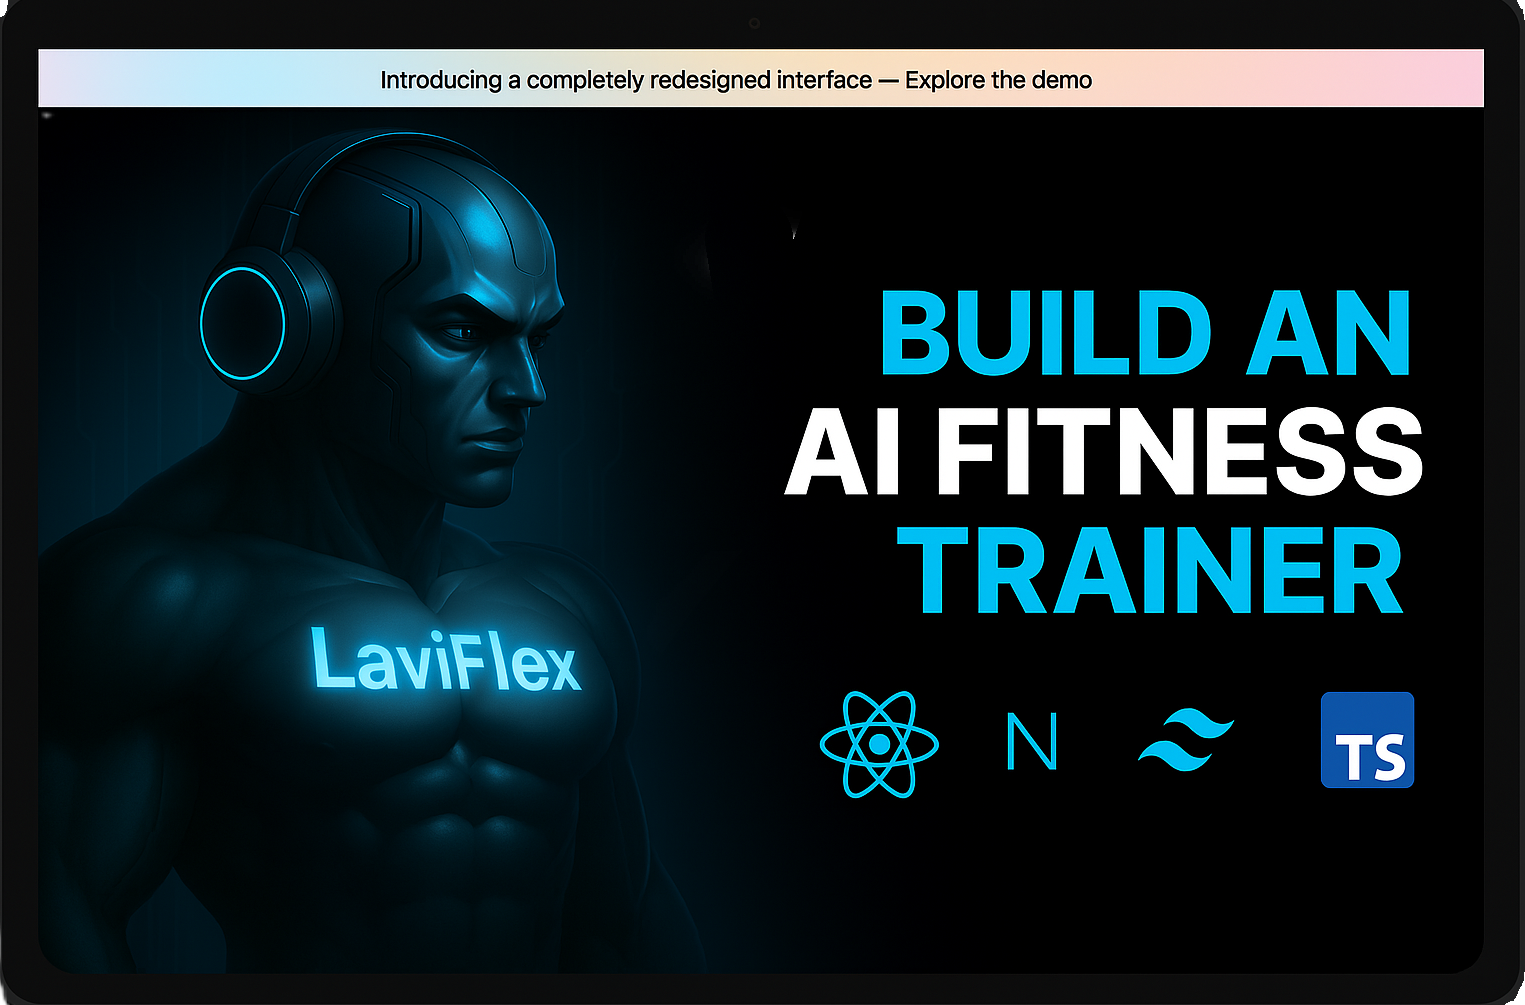 Introducing a completely redesigned interface — Explore the demo
BUILD AN
AI FITNESS
TRAINER
LaviFlex
N
TS